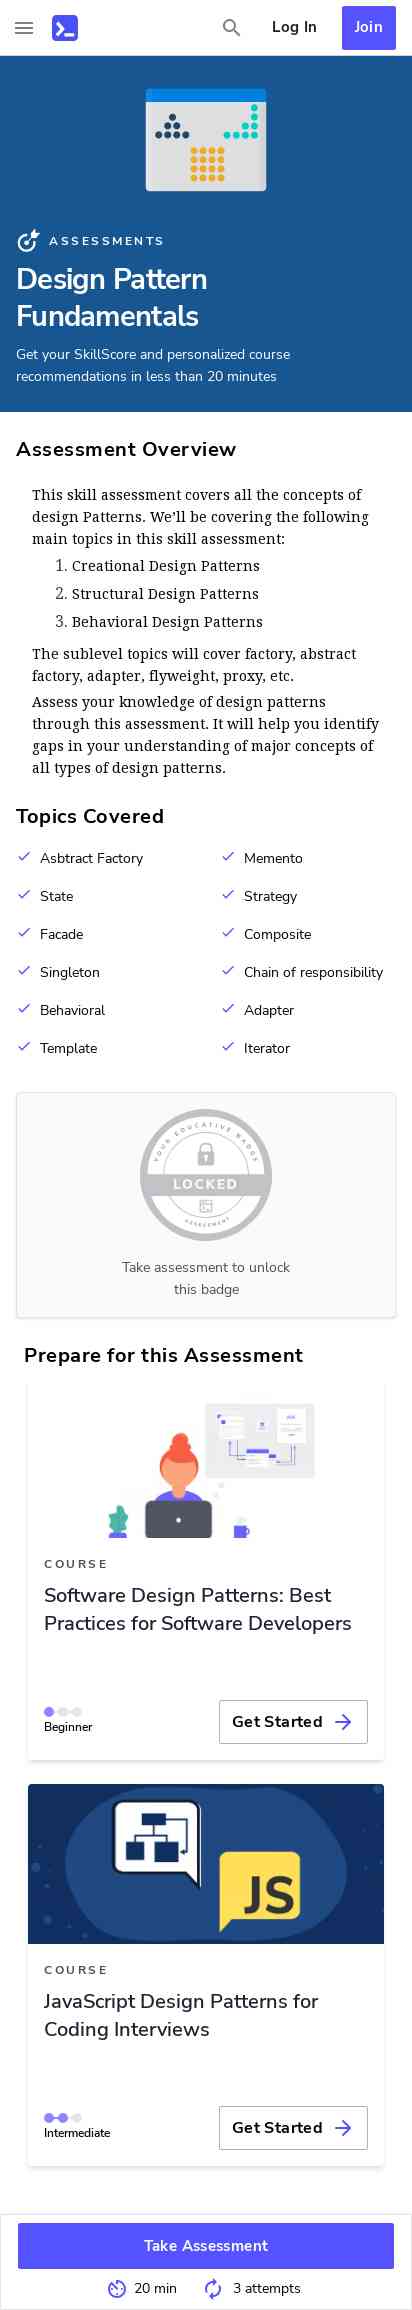 Log In
Join
ASSESSMENTS
Design Pattern
Fundamentals
Get your SkillScore and personalized course
recommendations in less than 20 minutes
Assessment Overview
This skill assessment covers all the concepts of
design Patterns. We’ll be covering the following
main topics in this skill assessment:
1. Creational Design Patterns
2. Structural Design Patterns
3. Behavioral Design Patterns
The sublevel topics will cover factory, abstract
factory, adapter, flyweight, proxy, etc.
Assess your knowledge of design patterns
through this assessment. It will help you identify
gaps in your understanding of major concepts of
all types of design patterns.
Topics Covered
Asbtract Factory
Memento
State
Strategy
Facade
Composite
Singleton
Chain of responsibility
Behavioral
Adapter
Template
Iterator
YOUR EDUCATIVE BADGE
LOCKED
ASSESSMENT
Take assessment to unlock
this badge
Prepare for this Assessment
COURSE
Software Design Patterns: Best
Practices for Software Developers
Beginner
Get Started
JS
COURSE
JavaScript Design Patterns for
Coding Interviews
Intermediate
Get Started
Take Assessment
20 min
3 attempts